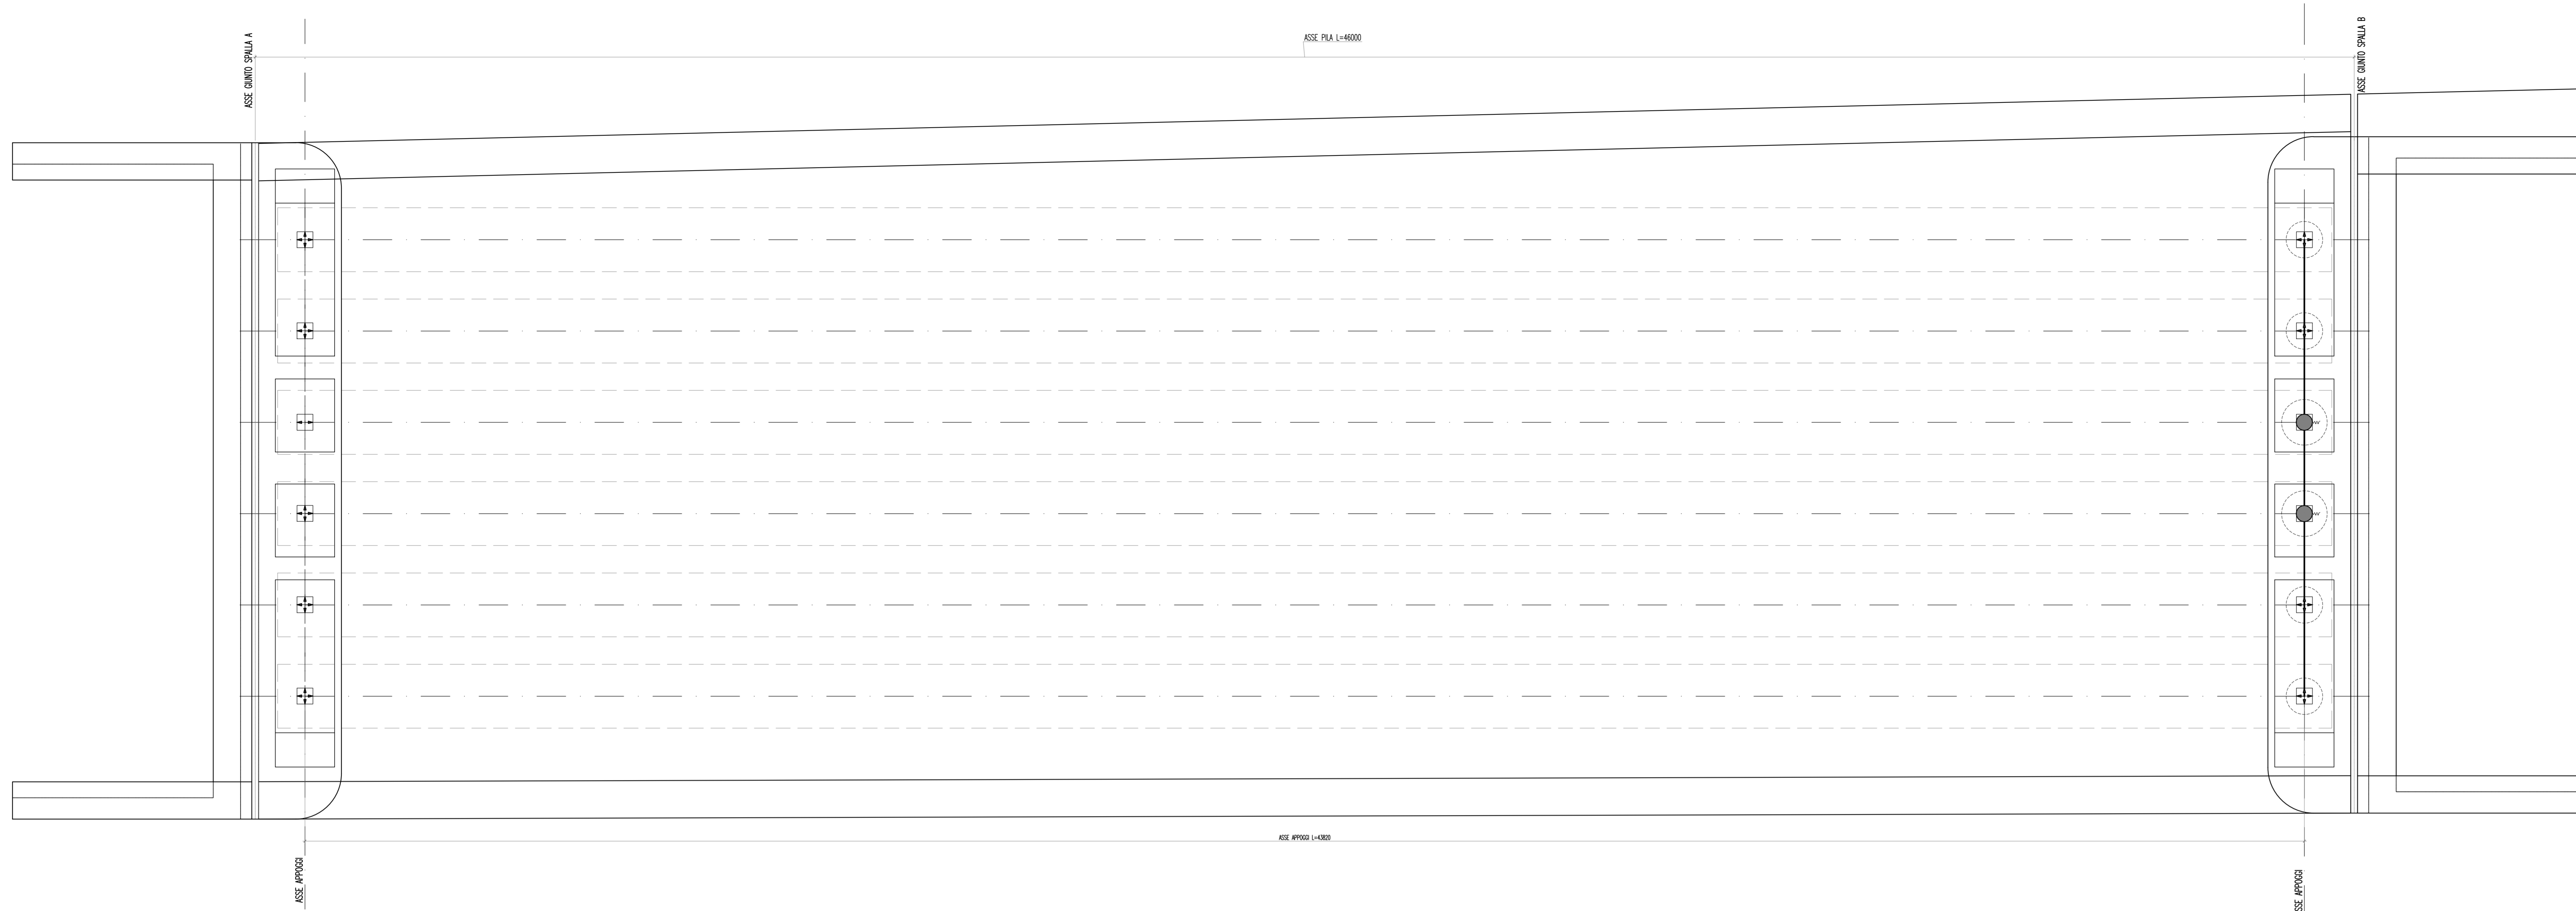 ASSE GIUNTO SPALLA A
ASSE PILA L=46000
ASSE GIUNTO SPALLA B
ASSE APPOGGI L=43820
ASSE APPOGGI
ASSE APPOGGI